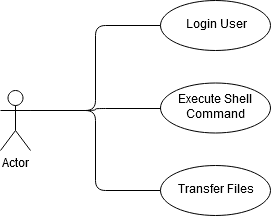 Login User
Execute Shell
Command
Actor
Transfer Files